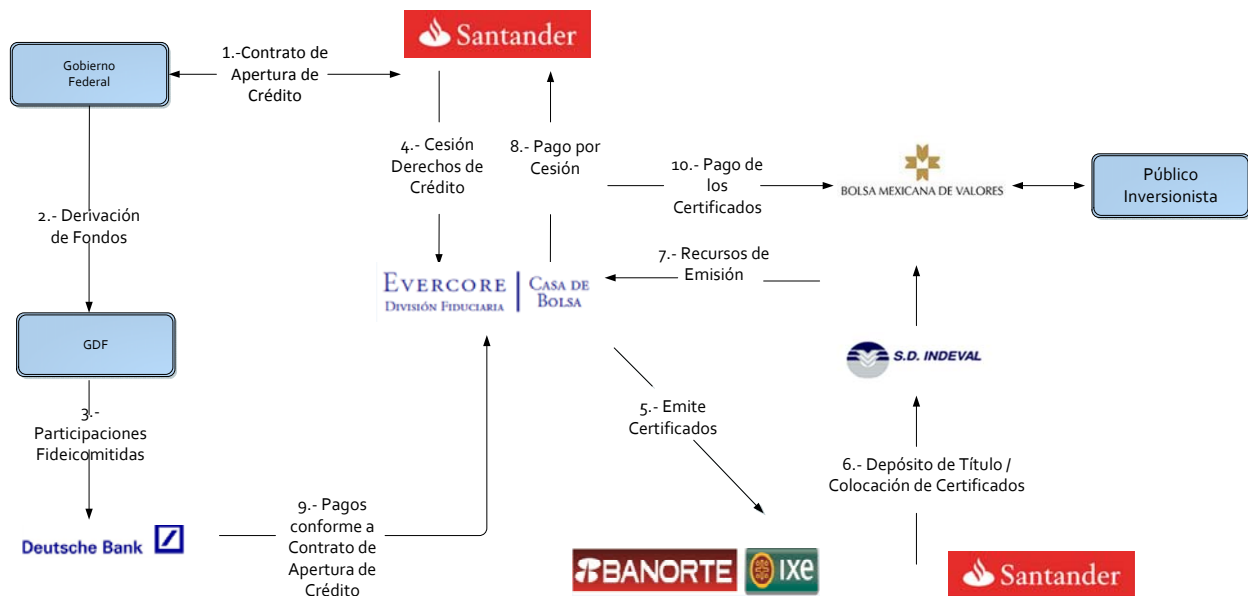 Santander
Gobierno
Federal
1.-Contrato de
Apertura de
Crédito
4.- Cesión
Derechos de
Crédito
8.- Pago por
Cesión
10.- Pago de
los
Certificados
BOLSA MEXICANA DE VALORES
Público
Inversionista
2.- Derivación
de Fondos
7.- Recursos de
Emisión
EVERCORE
DIVISIÓN FIDUCIARIA
CASA DE
BOLSA
GDF
S.D. INDEVAL
3.-
Participaciones
Fideicomitidas
5.- Emite
Certificados
6.- Depósito de Título /
Colocación de Certificados
Deutsche Bank
9.- Pagos
conforme a
Contrato de
Apertura de
Crédito
BANORTE
ixe
Santander